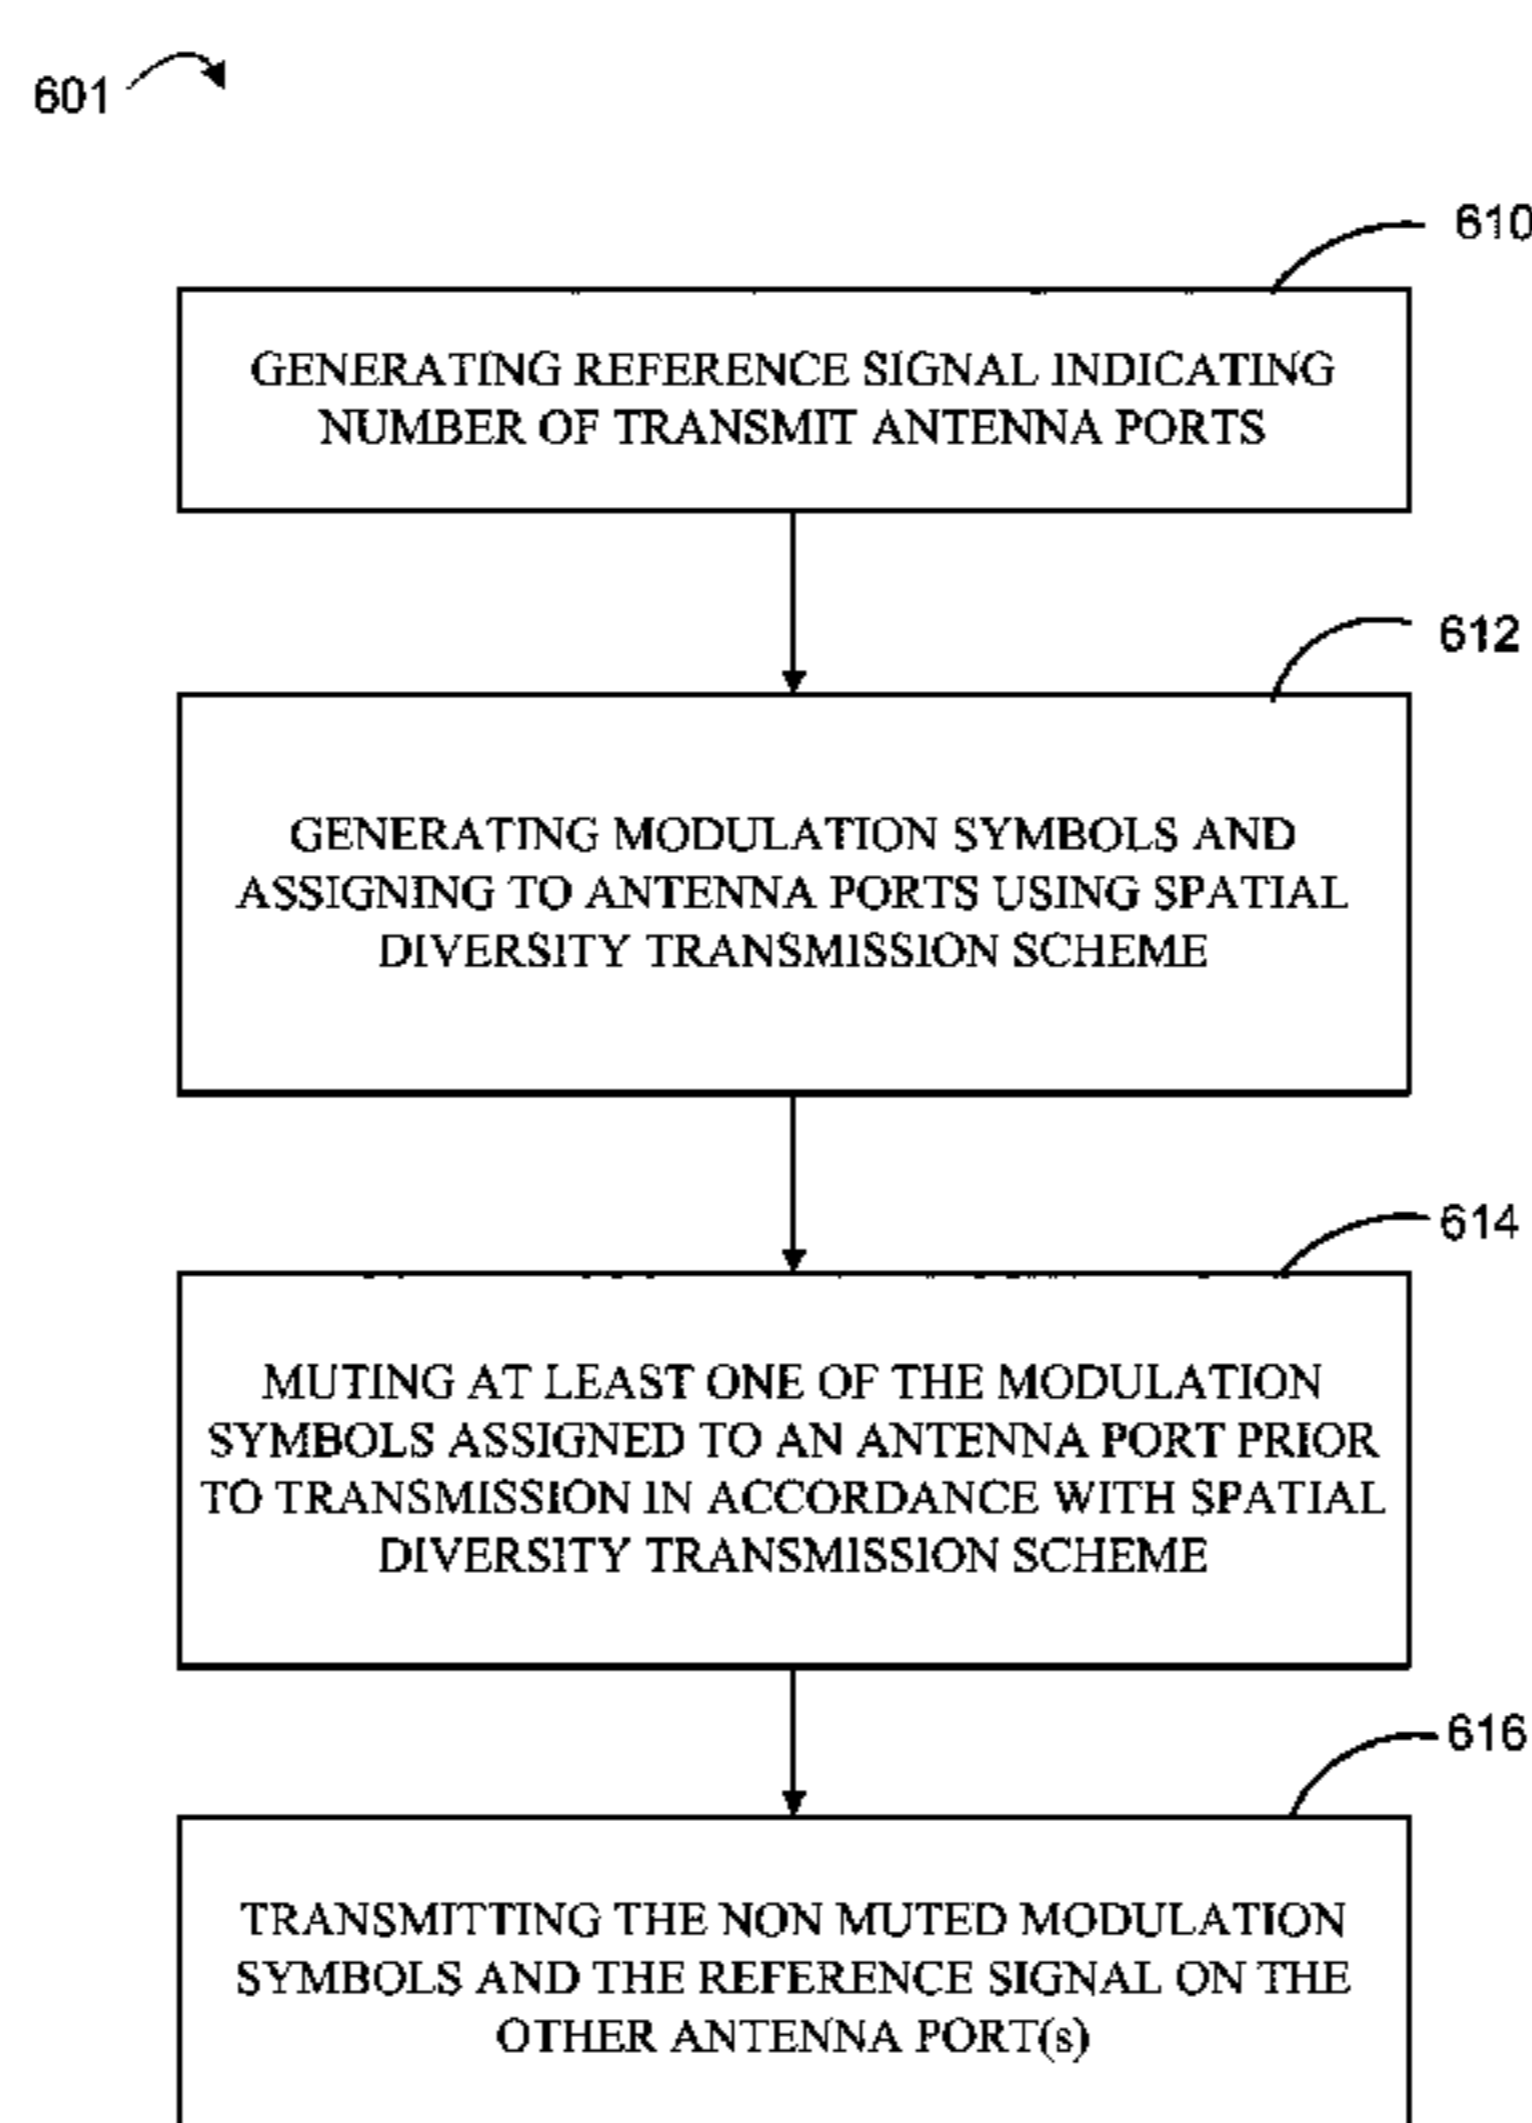 601
610
GENERATING REFERENCE SIGNAL INDICATING
NUMBER OF TRANSMIT ANTENNA PORTS
612
GENERATING MODULATION SYMBOLS AND
ASSIGNING TO ANTENNA PORTS USING SPATIAL
DIVERSITY TRANSMISSION SCHEME
614
MUTING AT LEAST ONE OF THE MODULATION
SYMBOLS ASSIGNED TO AN ANTENNA PORT PRIOR
TO TRANSMISSION IN ACCORDANCE WITH SPATIAL
DIVERSITY TRANSMISSION SCHEME
616
TRANSMITTING THE NON MUTED MODULATION
SYMBOLS AND THE REFERENCE SIGNAL ON THE
OTHER ANTENNA PORT(s)